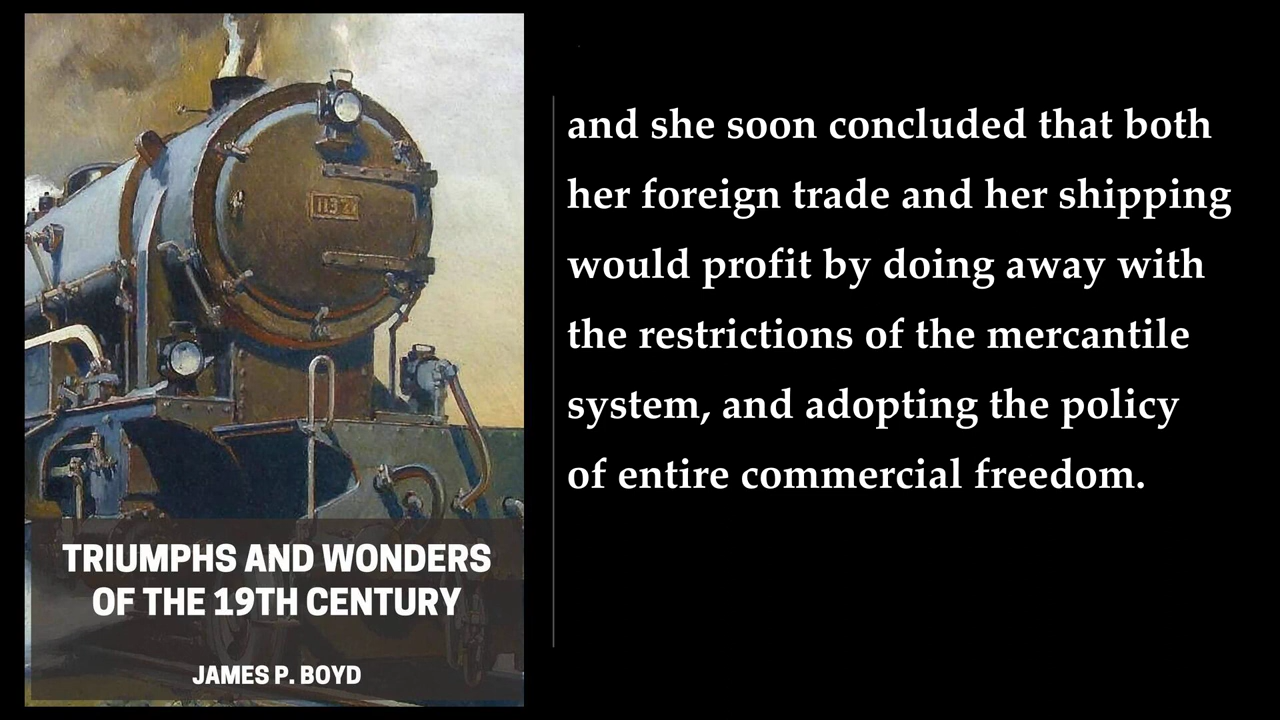 and she soon concluded that both
her foreign trade and her shipping
would profit by doing away with
the restrictions of the mercantile
system, and adopting the policy
of entire commercial freedom.
1132
TRIUMPHS AND WONDERS
OF THE 19TH CENTURY
JAMES P. BOYD